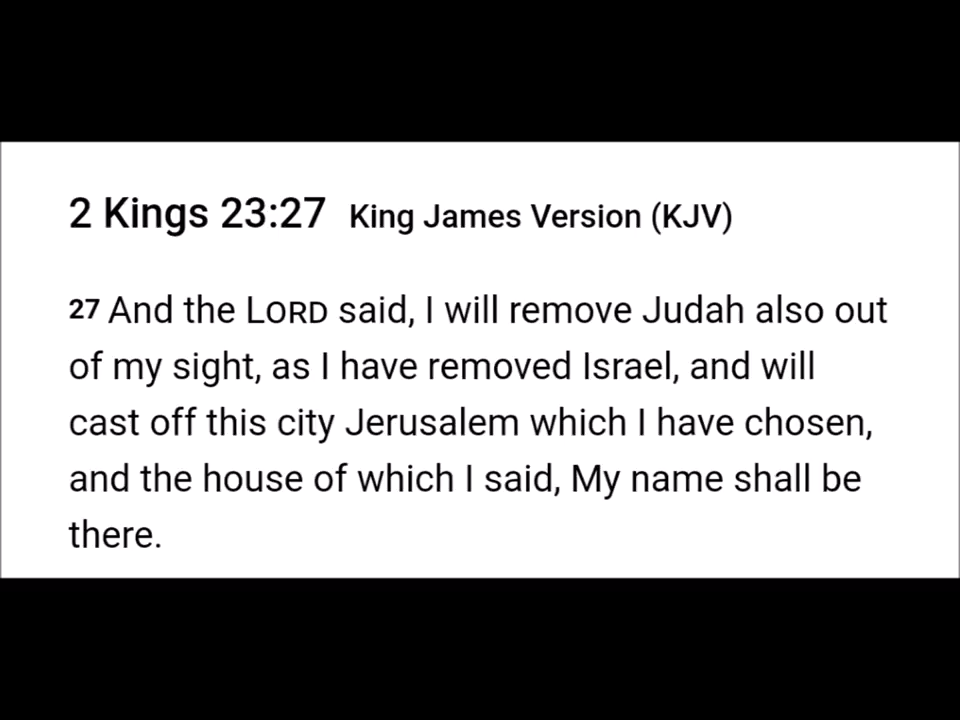 2 Kings 23:27 King James Version (KJV)
27 And the LORD said, I will remove Judah also out
of my sight, as I have removed Israel, and will
cast off this city Jerusalem which I have chosen,
and the house of which I said, My name shall be
there.